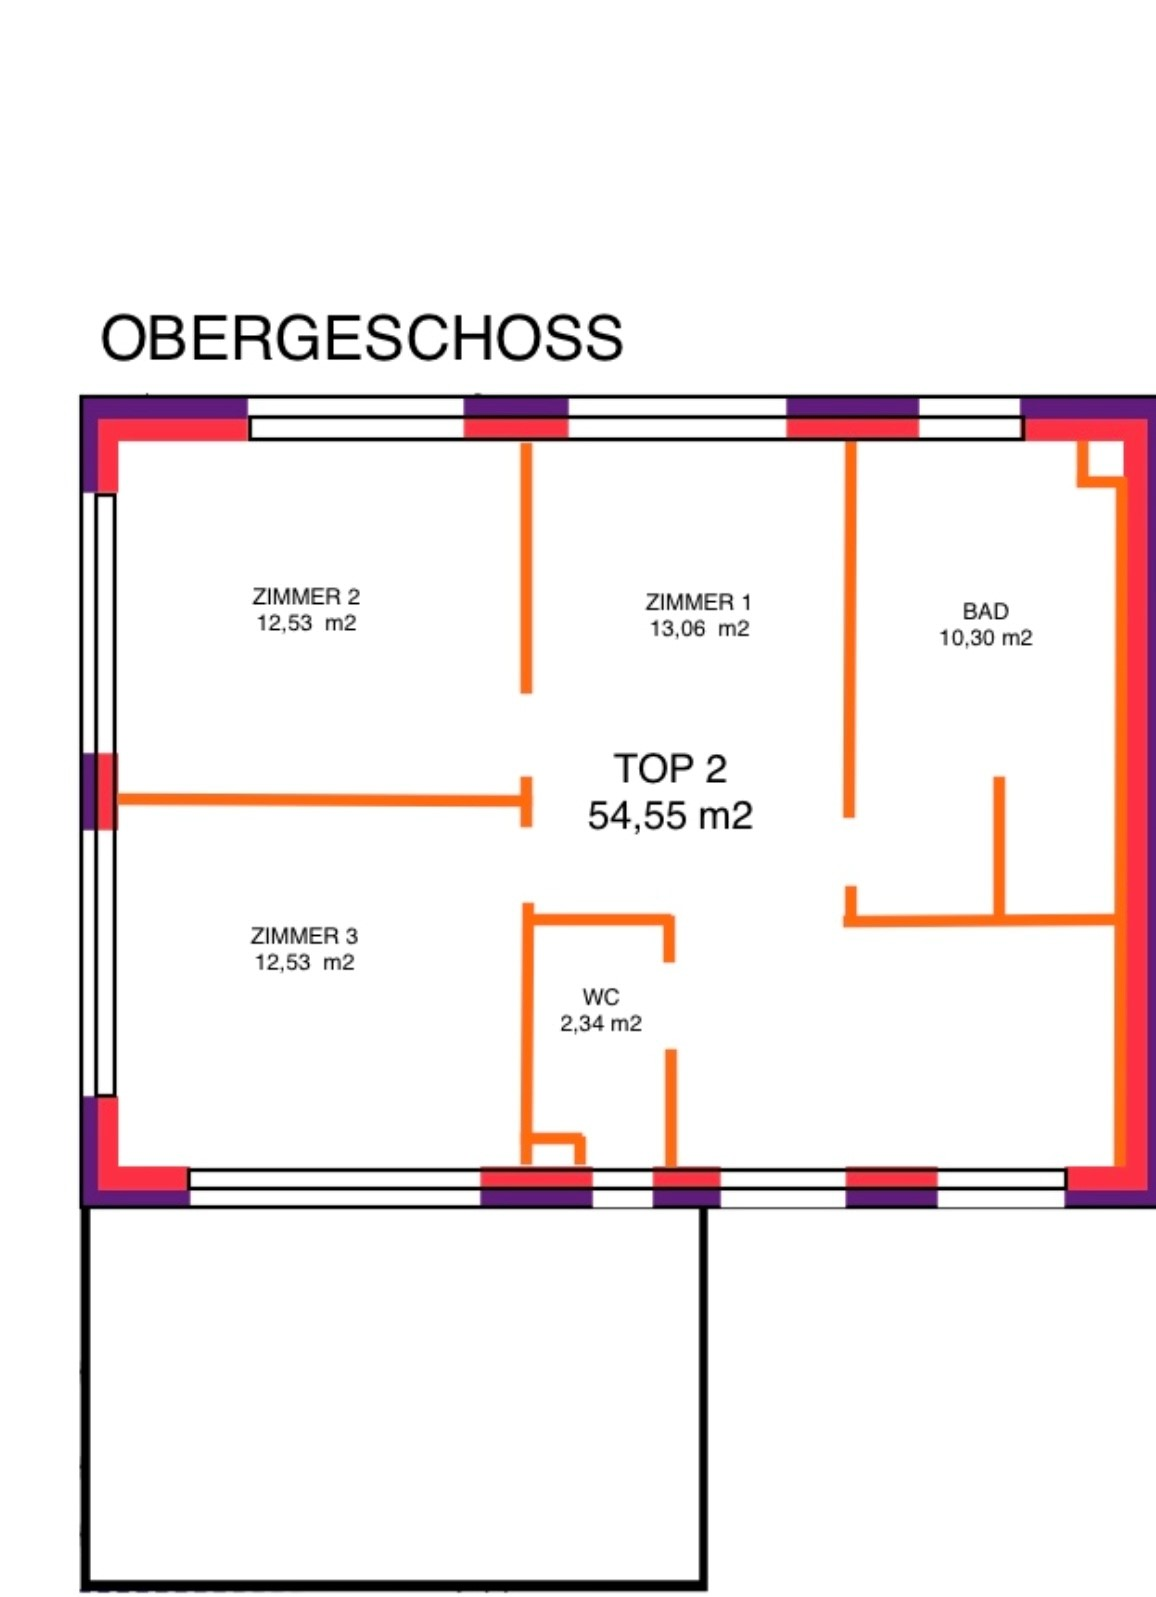 OBERGESCHOSS
ZIMMER 2
12,53 m2
ZIMMER 1
13,06 m2
BAD
10,30 m2
TOP 2
54,55 m2
ZIMMER 3
12,53 m2
WC
2,34 m2